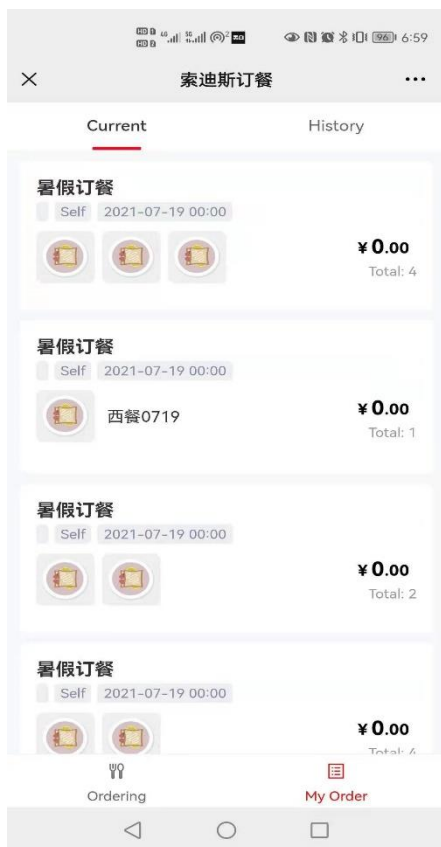 6:59
索迪斯订餐
Current History
暑假订餐
Self 2021-07-19 00:00
¥0.00
Total: 4
暑假订餐
Self 2021-07-19 00:00
西餐0719
¥0.00
Total: 1
暑假订餐
Self 2021-07-19 00:00
¥0.00
Total: 2
暑假订餐
Self 2021-07-19 00:00
¥0.00
Ordering My Order